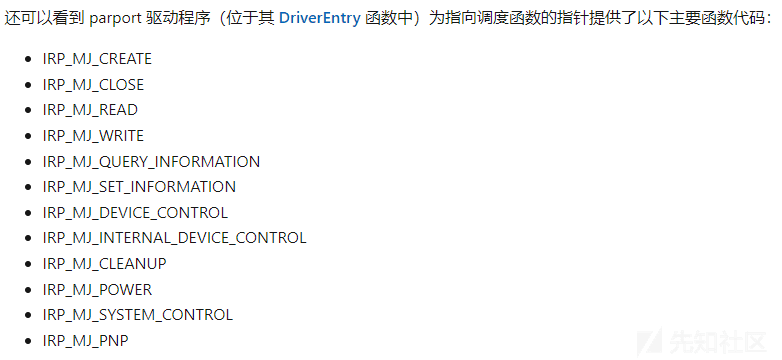 还可以看到 parport 驱动程序（位于其 DriverEntry 函数中）为指向调度函数的指针提供了以下主要函数代码：
• IRP_MJ_CREATE
• IRP_MJ_CLOSE
• IRP_MJ_READ
• IRP_MJ_WRITE
• IRP_MJ_QUERY_INFORMATION
• IRP_MJ_SET_INFORMATION
• IRP_MJ_DEVICE_CONTROL
• IRP_MJ_INTERNAL_DEVICE_CONTROL
• IRP_MJ_CLEANUP
• IRP_MJ_POWER
• IRP_MJ_SYSTEM_CONTROL
• IRP_MJ_PNP
先知社区